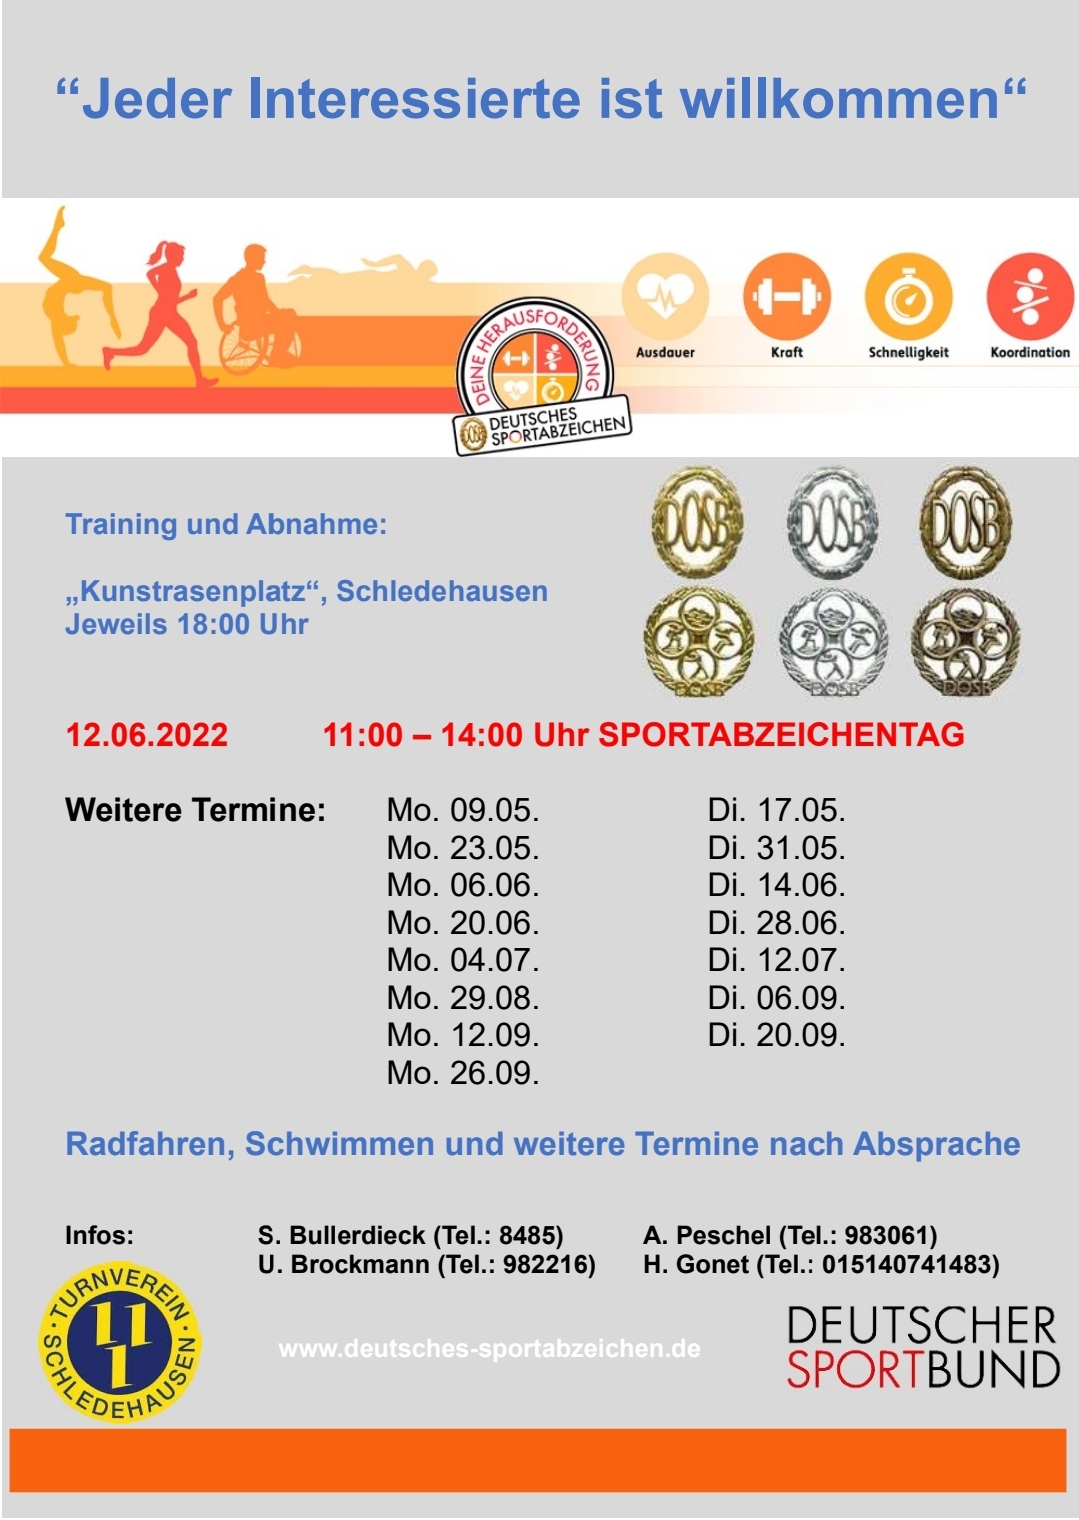 “Jeder Interessierte ist willkommen“
Ausdauer Kraft Schnelligkeit Koordination
DEINE HERAUSFORDERUNG
DOSB DEUTSCHES
SPORTABZEICHEN
DOSB DOSB DOSB
Training und Abnahme:
„Kunstrasenplatz“, Schledehausen
Jeweils 18:00 Uhr
DOSB DOSB DOSB
12.06.2022 11:00 – 14:00 Uhr SPORTABZEICHENTAG
Weitere Termine: Mo. 09.05. Di. 17.05.
Mo. 23.05. Di. 31.05.
Mo. 06.06. Di. 14.06.
Mo. 20.06. Di. 28.06.
Mo. 04.07. Di. 12.07.
Mo. 29.08. Di. 06.09.
Mo. 12.09. Di. 20.09.
Mo. 26.09.
Radfahren, Schwimmen und weitere Termine nach Absprache
Infos: S. Bullerdieck (Tel.: 8485) A. Peschel (Tel.: 983061)
U. Brockmann (Tel.: 982216) H. Gonet (Tel.: 015140741483)
TURNVEREIN
SCHLEDEHAUSEN
www.deutsches-sportabzeichen.de
DEUTSCHER
SPORTBUND